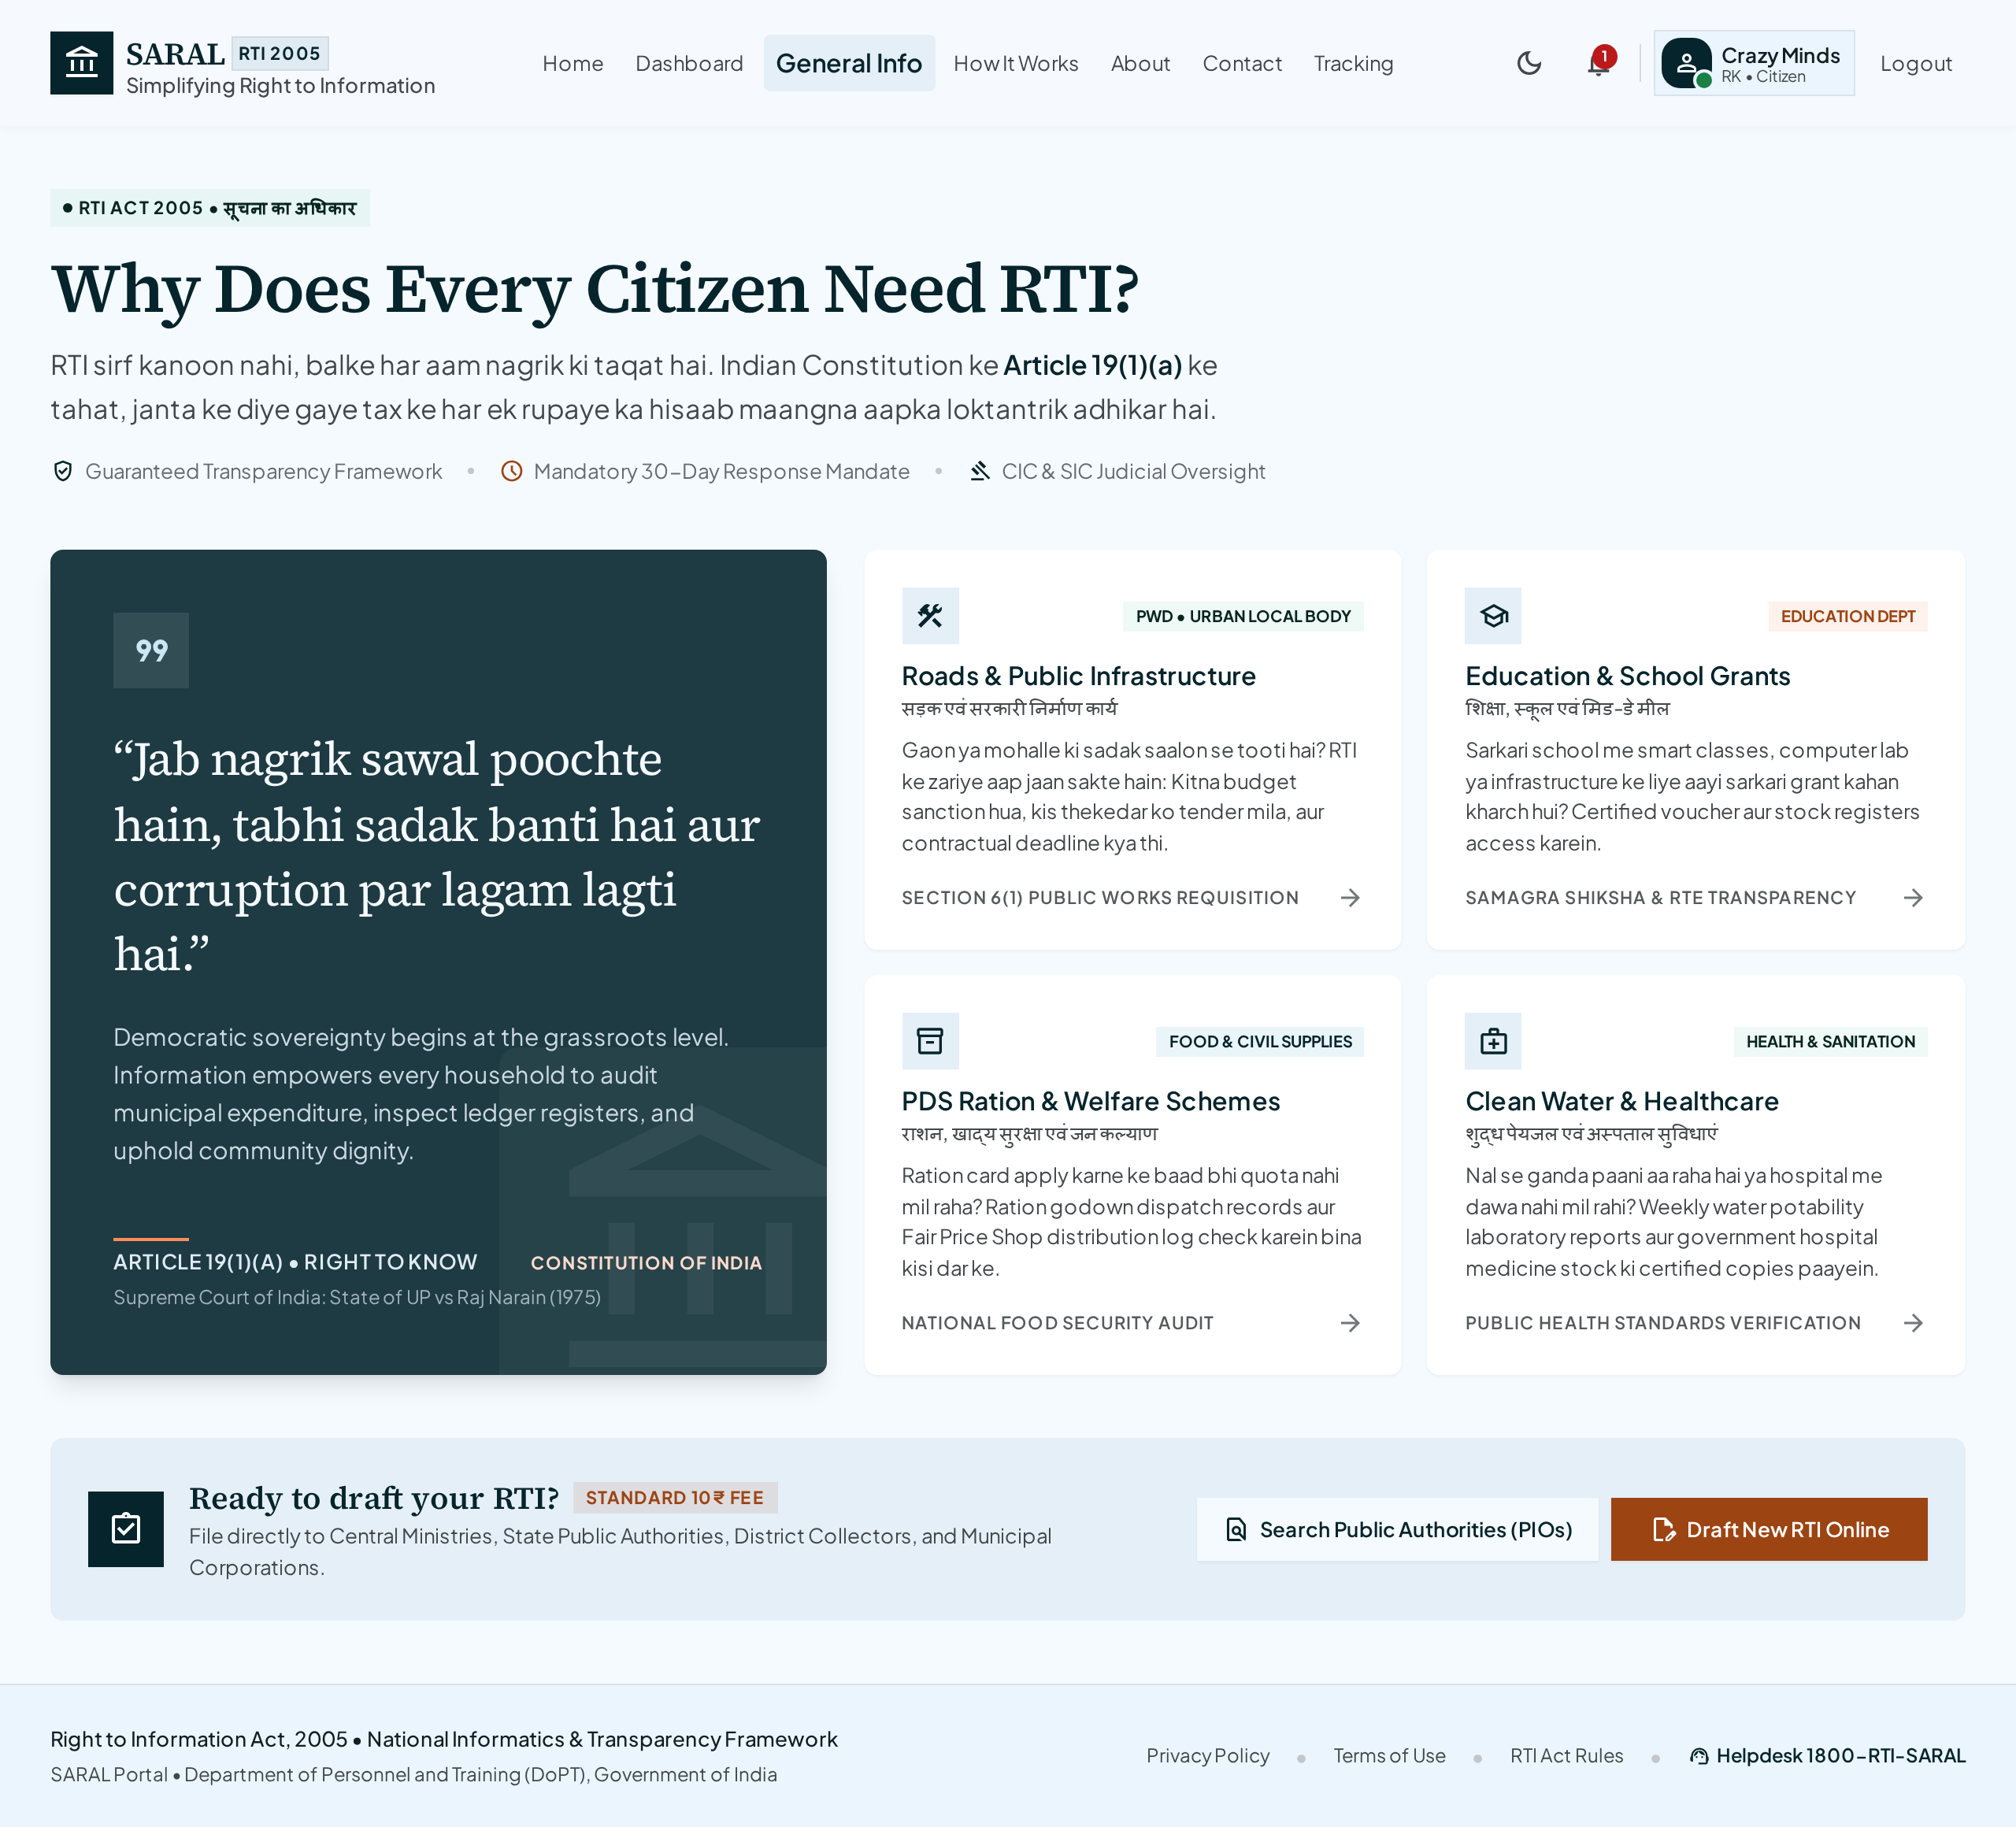 SARAL RTI 2005
Simplifying Right to Information
Home Dashboard General Info How It Works About Contact Tracking
1
Crazy Minds
RK • Citizen
Logout
• RTI ACT 2005 • सूचना का अधिकार
Why Does Every Citizen Need RTI?
RTI sirf kanoon nahi, balke har aam nagrik ki taqat hai. Indian Constitution ke Article 19(1)(a) ke
tahat, janta ke diye gaye tax ke har ek rupaye ka hisaab maangna aapka loktantrik adhikar hai.
Guaranteed Transparency Framework • Mandatory 30-Day Response Mandate • CIC & SIC Judicial Oversight
“Jab nagrik sawal poochte
hain, tabhi sadak banti hai aur
corruption par lagam lagti
hai.”
Democratic sovereignty begins at the grassroots level.
Information empowers every household to audit
municipal expenditure, inspect ledger registers, and
uphold community dignity.
ARTICLE 19(1)(A) • RIGHT TO KNOW
CONSTITUTION OF INDIA
Supreme Court of India: State of UP vs Raj Narain (1975)
PWD • URBAN LOCAL BODY
Roads & Public Infrastructure
सड़क एवं सरकारी निर्माण कार्य
Gaon ya mohalle ki sadak saalon se tooti hai? RTI
ke zariye aap jaan sakte hain: Kitna budget
sanction hua, kis thekedar ko tender mila, aur
contractual deadline kya thi.
SECTION 6(1) PUBLIC WORKS REQUISITION →
EDUCATION DEPT
Education & School Grants
शिक्षा, स्कूल एवं मिड-डे मील
Sarkari school me smart classes, computer lab
ya infrastructure ke liye aayi sarkari grant kahan
kharch hui? Certified voucher aur stock registers
access karein.
SAMAGRA SHIKSHA & RTE TRANSPARENCY →
FOOD & CIVIL SUPPLIES
PDS Ration & Welfare Schemes
राशन, खाद्य सुरक्षा एवं जन कल्याण
Ration card apply karne ke baad bhi quota nahi
mil raha? Ration godown dispatch records aur
Fair Price Shop distribution log check karein bina
kisi dar ke.
NATIONAL FOOD SECURITY AUDIT →
HEALTH & SANITATION
Clean Water & Healthcare
शुद्ध पेयजल एवं अस्पताल सुविधाएं
Nal se ganda paani aa raha hai ya hospital me
dawa nahi mil rahi? Weekly water potability
laboratory reports aur government hospital
medicine stock ki certified copies paayein.
PUBLIC HEALTH STANDARDS VERIFICATION →
Ready to draft your RTI? STANDARD 10₹ FEE
File directly to Central Ministries, State Public Authorities, District Collectors, and Municipal
Corporations.
Search Public Authorities (PIOs)
Draft New RTI Online
Right to Information Act, 2005 • National Informatics & Transparency Framework
SARAL Portal • Department of Personnel and Training (DoPT), Government of India
Privacy Policy • Terms of Use • RTI Act Rules • Helpdesk 1800-RTI-SARAL